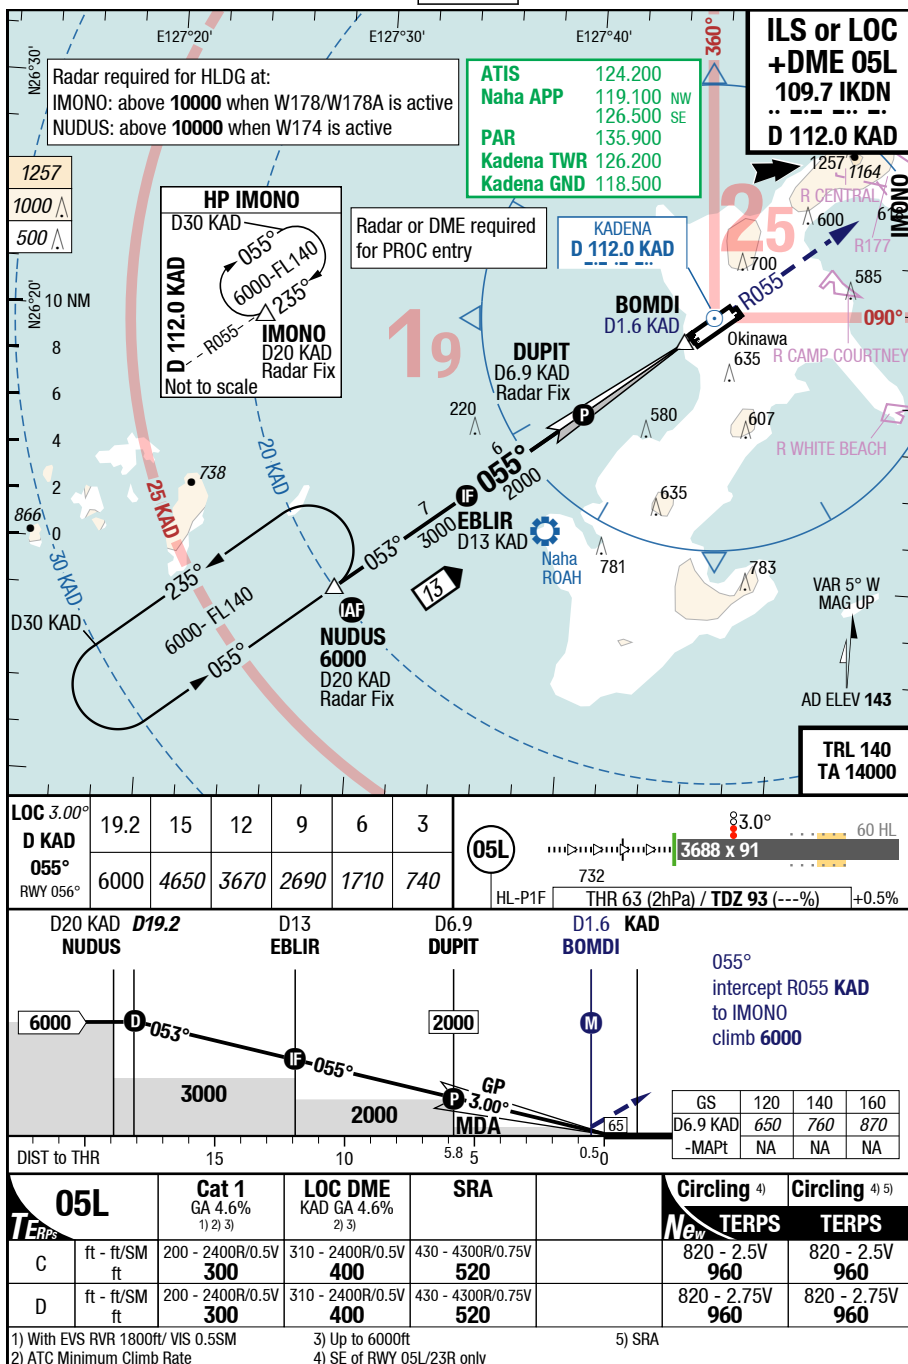 E127°20'
E127°30'
E127°40'
360°
N26°30'
ILS or LOC
+DME 05L
109.7 IKDN
D 112.0 KAD
Radar required for HLDG at:
IMONO: above 10000 when W178/W178A is active
NUDUS: above 10000 when W174 is active
ATIS 124.200
Naha APP 119.100 NW
126.500 SE
PAR 135.900
Kadena TWR 126.200
Kadena GND 118.500
1257
1000
500
1257
1164
R CENTRAL
IMONO
600
R177
25
HP IMONO
D30 KAD
055°
6000-FL140
235°
D 112.0 KAD
R055
IMONO
D20 KAD
Radar Fix
Not to scale
Radar or DME required
for PROC entry
KADENA
D 112.0 KAD
700
585
R055
N26°20'
10 NM
8
6
4
2
0
BOMDI
D1.6 KAD
090°
19
DUPIT
D6.9 KAD
Radar Fix
Okinawa
635
R CAMP COURTNEY
P
220
580
607
R WHITE BEACH
20 KAD
6
055°
2000
738
25 KAD
866
30 KAD
7
IF
3000
EBLIR
D13 KAD
053°
635
Naha
ROAH
781
783
13
235°
6000- FL140
055°
D30 KAD
IAF
NUDUS
6000
D20 KAD
Radar Fix
VAR 5° W
MAG UP
AD ELEV 143
TRL 140
TA 14000
LOC 3.00°
D KAD
055°
RWY 056°
19.2 15 12 9 6 3
6000 4650 3670 2690 1710 740
05L
3.0°
60 HL
3688 x 91
732
HL-P1F
THR 63 (2hPa) / TDZ 93 (---%)
+0.5%
D20 KAD D19.2 D13 D6.9 D1.6 KAD
NUDUS EBLIR DUPIT BOMDI
055°
intercept R055 KAD
to IMONO
climb 6000
6000
D
053°
IF
055°
2000
M
GP
3.00°
P
3000
2000
MDA
65
GS 120 140 160
D6.9 KAD 650 760 870
-MAPt NA NA NA
DIST to THR 15 10 5.8 5 0.5 0
TERPs
05L
Cat 1
GA 4.6%
1) 2) 3)
LOC DME
KAD GA 4.6%
2) 3)
SRA
Circling 4)
New TERPS
Circling 4) 5)
TERPS
C ft - ft/SM 200 - 2400R/0.5V 310 - 2400R/0.5V 430 - 4300R/0.75V 820 - 2.5V 820 - 2.5V
ft 300 400 520 960 960
D ft - ft/SM 200 - 2400R/0.5V 310 - 2400R/0.5V 430 - 4300R/0.75V 820 - 2.75V 820 - 2.75V
ft 300 400 520 960 960
1) With EVS RVR 1800ft/ VIS 0.5SM 3) Up to 6000ft 5) SRA
2) ATC Minimum Climb Rate 4) SE of RWY 05L/23R only